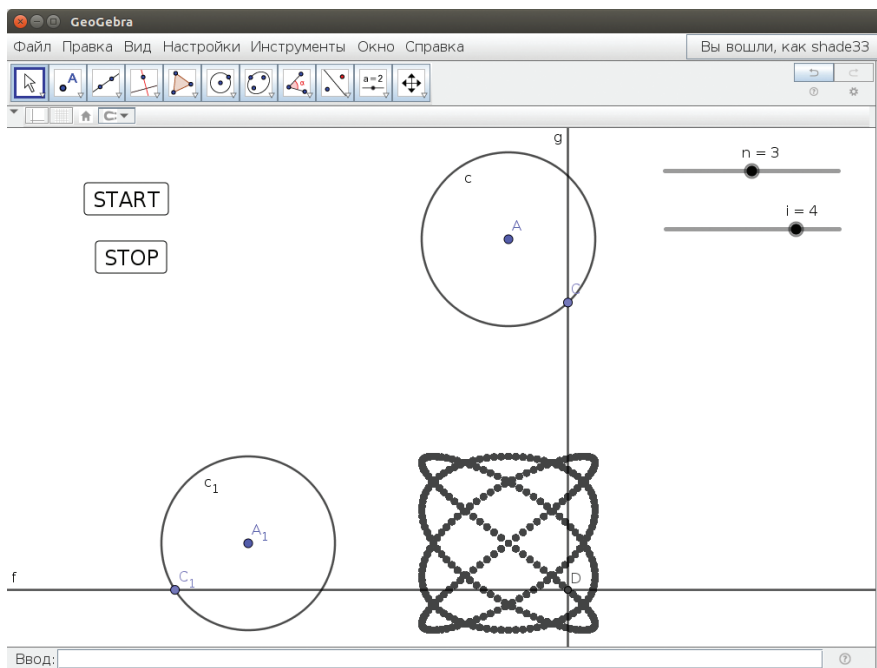 GeoGebra
Файл Правка Вид Настройки Инструменты Окно Справка
Вы вошли, как shade33
A
a=2
g
n = 3
c
START
A
i = 4
STOP
C
c1
A1
f
C1
D
Ввод: